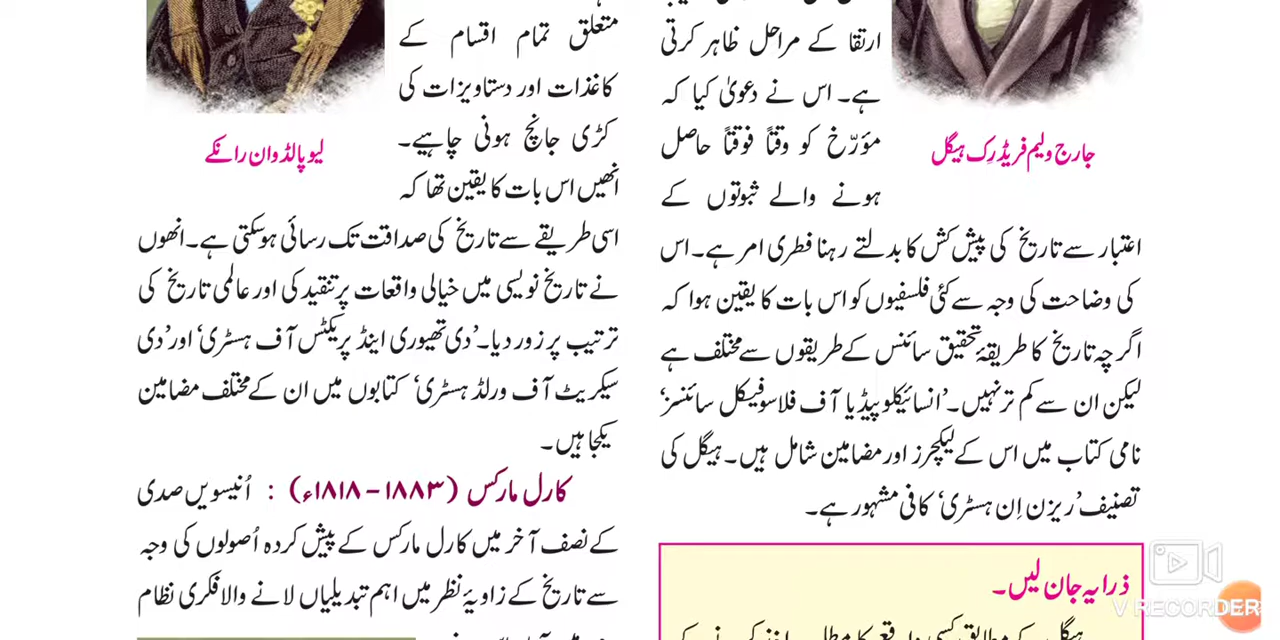 ارتقا کے مراحل ظاہر کرتی
ہے۔ اس نے دعویٰ کیا کہ
مؤرّخ کو وقتاً فوقتاً حاصل
ہونے والے ثبوتوں کے
جارج ولیم فریڈرِک ہیگل
اعتبار سے تاریخ کی پیش کش کا بدلتے رہنا فطری امر ہے۔ اس
کی وضاحت کی وجہ سے کئی فلسفیوں کو اس بات کا یقین ہوا کہ
اگرچہ تاریخ کا طریقۂ تحقیق سائنس کے طریقوں سے مختلف ہے
لیکن ان سے کم تر نہیں۔ 'انسائیکلوپیڈیا آف فلاسوفیکل سائنسز'
نامی کتاب میں اس کے لیکچرز اور مضامین شامل ہیں۔ ہیگل کی
تصنیف 'ریزن اِن ہسٹری' کافی مشہور ہے۔
ذرا یہ جان لیں۔
متعلق تمام اقسام کے
کاغذات اور دستاویزات کی
کڑی جانچ ہونی چاہیے۔
انھیں اس بات کا یقین تھا کہ
لیوپالڈ وان رانکے
اسی طریقے سے تاریخ کی صداقت تک رسائی ہوسکتی ہے۔ انھوں
نے تاریخ نویسی میں خیالی واقعات پر تنقید کی اور عالمی تاریخ کی
ترتیب پر زور دیا۔ 'دی تھیوری اینڈ پریکٹس آف ہسٹری' اور 'دی
سیکریٹ آف ورلڈ ہسٹری' کتابوں میں ان کے مختلف مضامین
یکجا ہیں۔
کارل مارکس (۱۸۸۳ – ۱۸۱۸ء) : اُنیسویں صدی
کے نصف آخر میں کارل مارکس کے پیش کردہ اُصولوں کی وجہ
سے تاریخ کے زاویۂ نظر میں اہم تبدیلیاں لانے والا فکری نظام
V RECORDER